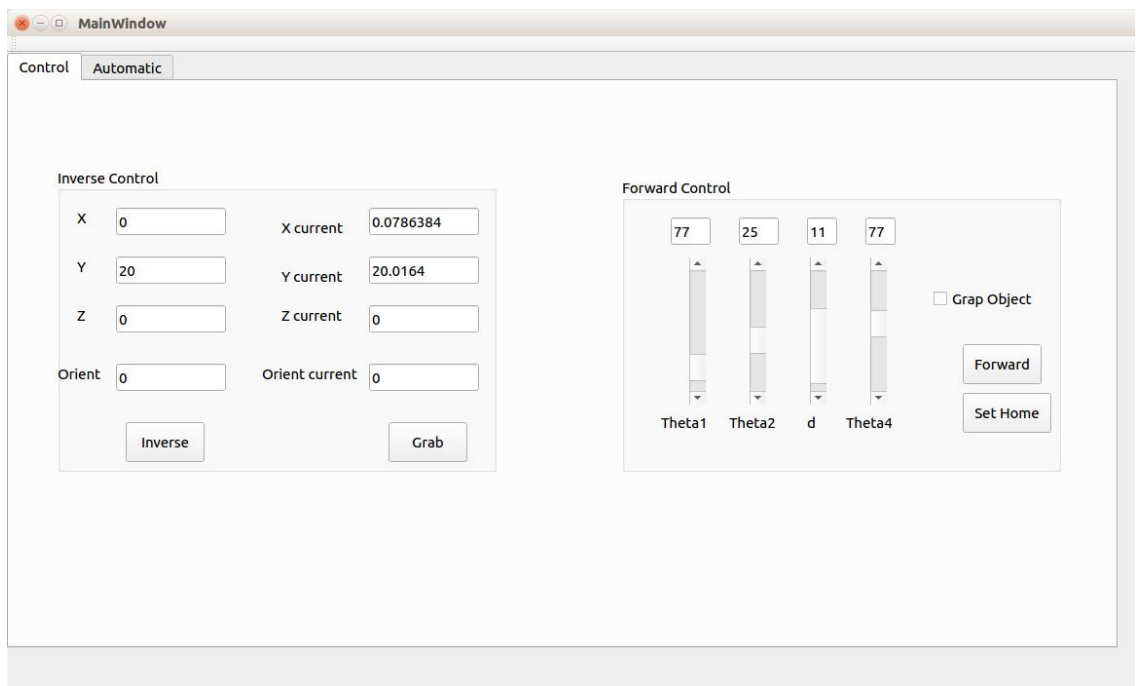 MainWindow
Control Automatic
Inverse Control
X 0 X current 0.0786384
Y 20 Y current 20.0164
Z 0 Z current 0
Orient 0 Orient current 0
Inverse Grab
Forward Control
77 25 11 77
Grap Object
Forward
Set Home
Theta1 Theta2 d Theta4